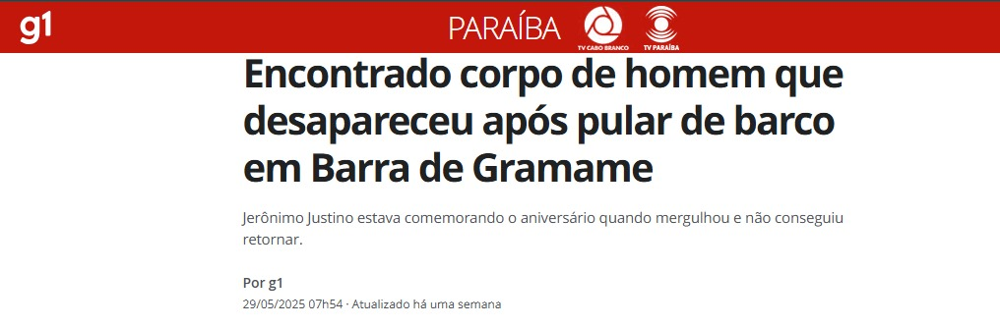 g1
PARAÍBA
TV CABO BRANCO
TV PARAÍBA
Encontrado corpo de homem que
desapareceu após pular de barco
em Barra de Gramame
Jerônimo Justino estava comemorando o aniversário quando mergulhou e não conseguiu
retornar.
Por g1
29/05/2025 07h54 · Atualizado há uma semana